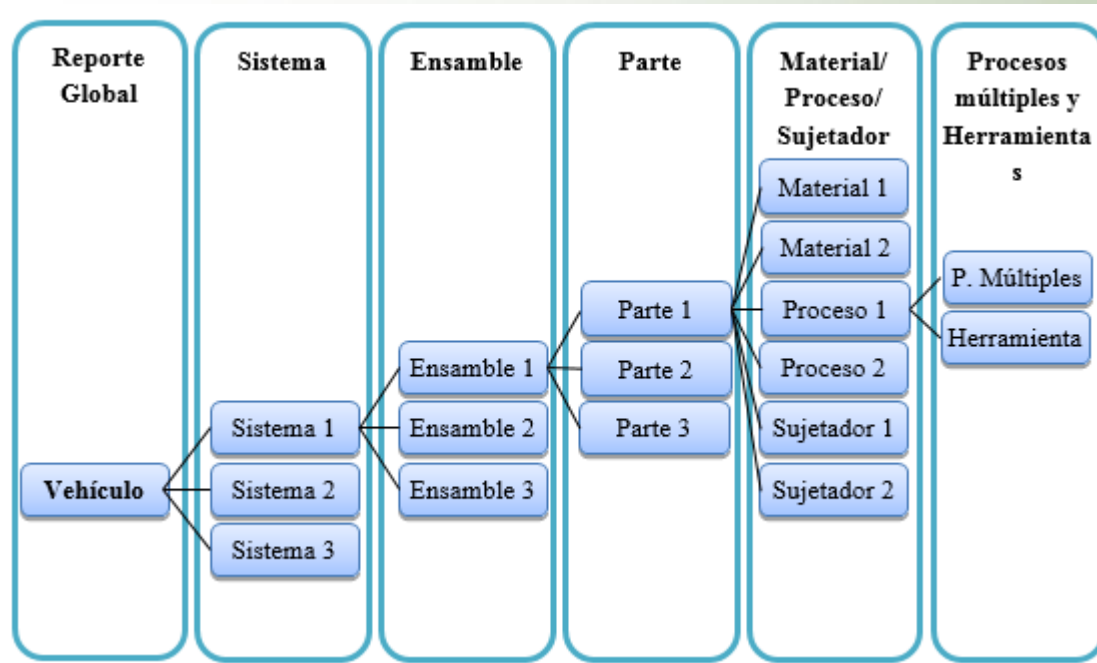 Reporte
Global
Sistema
Ensamble
Parte
Material/
Proceso/
Sujetador
Procesos
múltiples y
Herramienta
s
Vehículo
Sistema 1
Sistema 2
Sistema 3
Ensamble 1
Ensamble 2
Ensamble 3
Parte 1
Parte 2
Parte 3
Material 1
Material 2
Proceso 1
Proceso 2
Sujetador 1
Sujetador 2
P. Múltiples
Herramienta